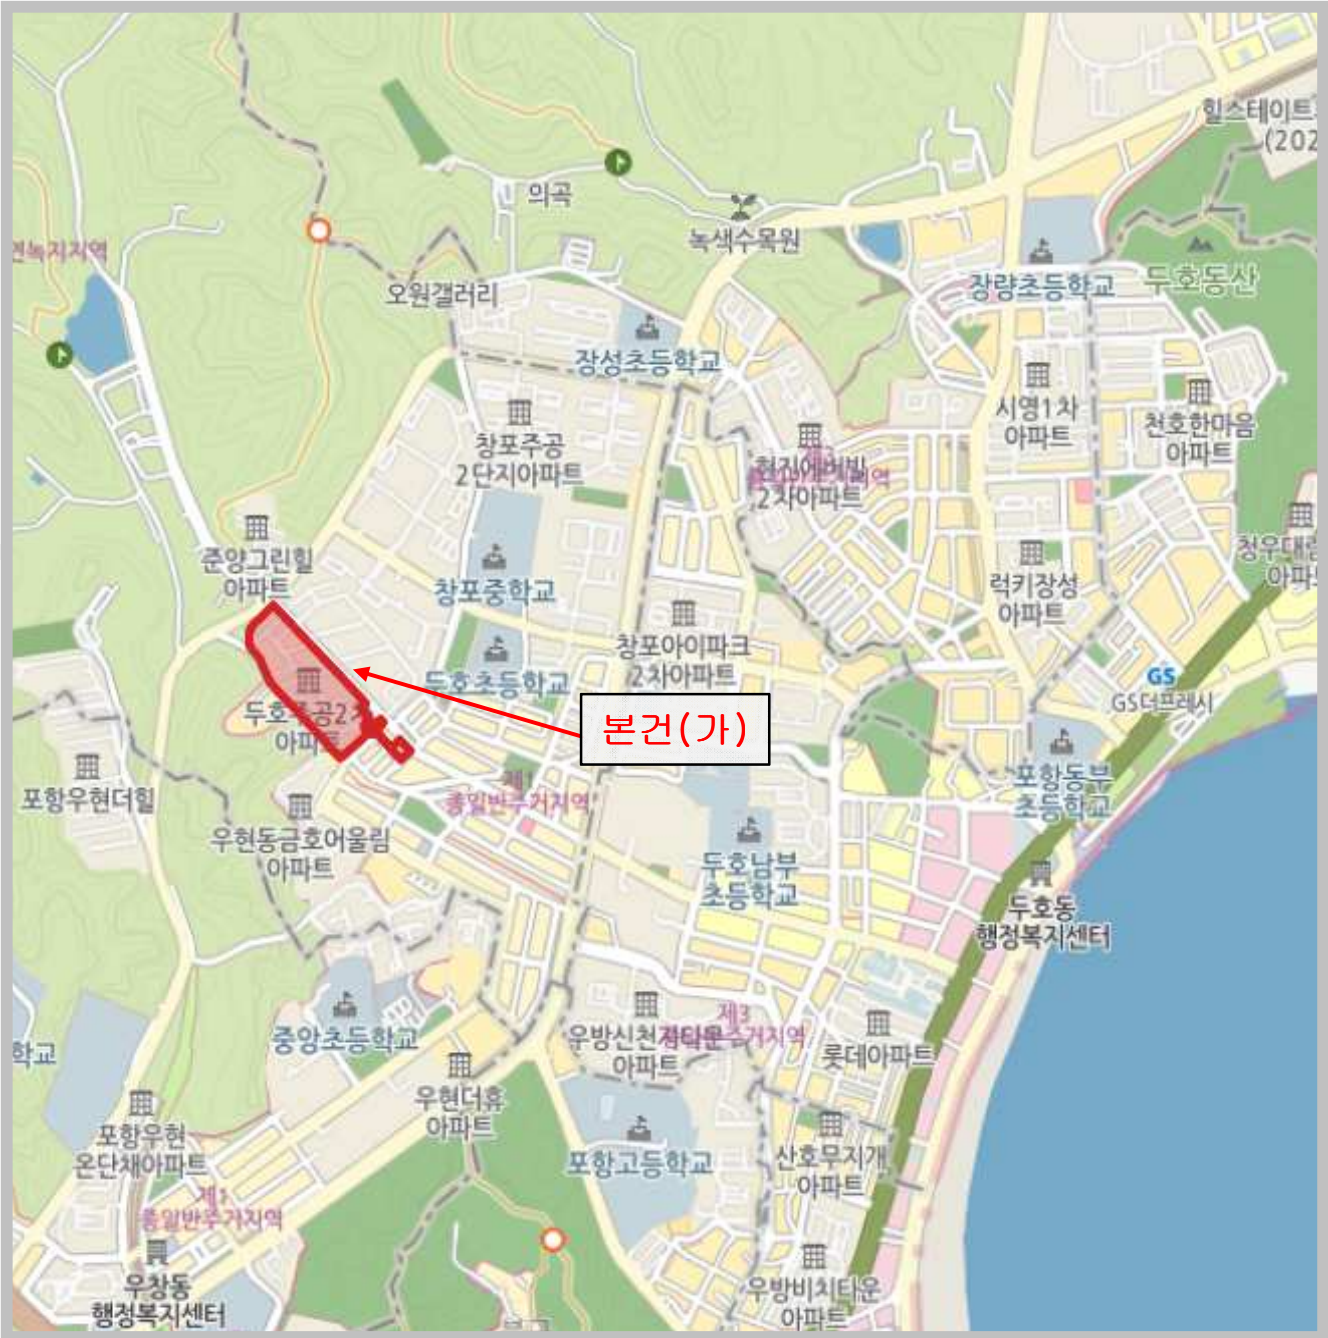 힐스테이트
(202
의곡
녹색수목원
연녹지지역
장량초등학교
두호동산
오원갤러리
장성초등학교
시영1차
아파트
천호한마음
아파트
창포주공
2단지아파트
2차아파트
준양그린힐
아파트
창포중학교
럭키장성
아파트
청우대림
창포아이파크
2차아파트
두호초등학교
GS
GS더프레시
본건(가)
두호주공2차
아파트
포항우현더힐
제1
종일반주거지역
포항동부
초등학교
우현동금호어울림
아파트
두호남부
초등학교
두호동
행정복지센터
중앙초등학교
제3
우방신천지타운
아파트
롯데아파트
학교
우현더휴
아파트
포항우현
온단채아파트
포항고등학교
산호무지개
아파트
제1
종일반주거지역
우창동
행정복지센터
우방비치타운
아파트